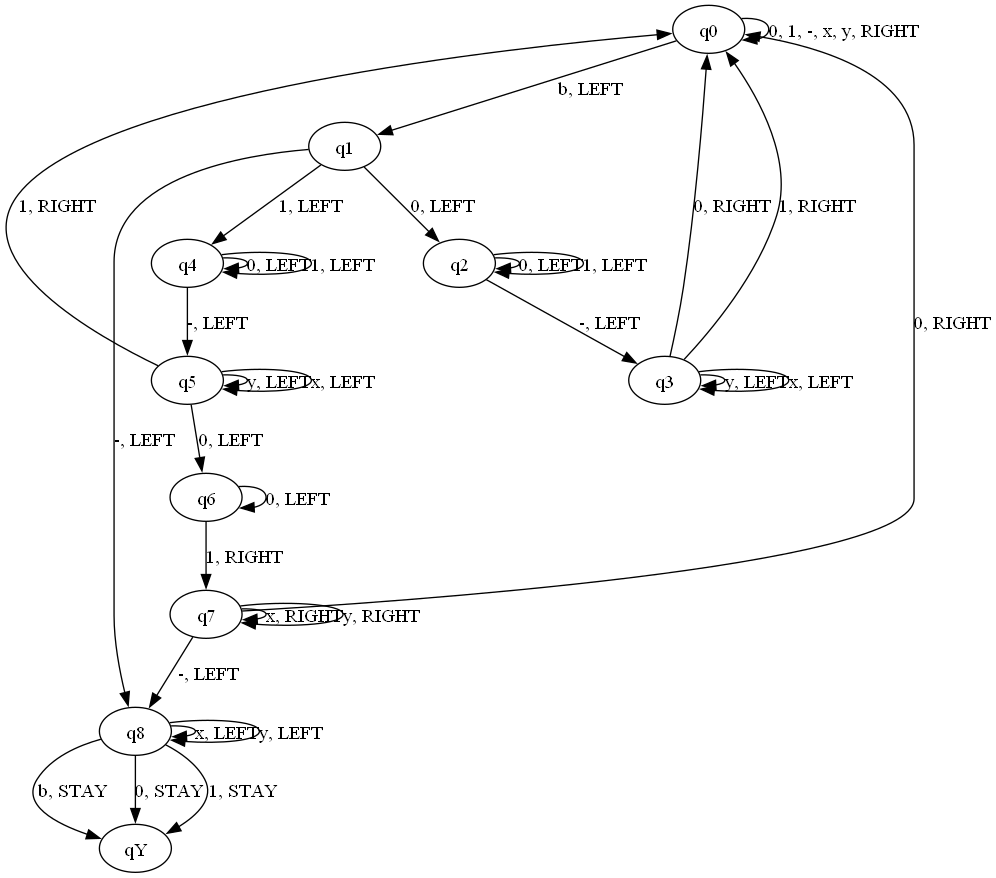 q0
0, 1, -, x, y, RIGHT
b, LEFT
q1
1, RIGHT
1, LEFT
0, LEFT
0, RIGHT
1, RIGHT
q4
0, LEFT
1, LEFT
q2
0, LEFT
1, LEFT
-, LEFT
-, LEFT
0, RIGHT
q5
y, LEFT
x, LEFT
q3
y, LEFT
x, LEFT
-, LEFT
0, LEFT
q6
0, LEFT
1, RIGHT
q7
x, RIGHT
y, RIGHT
-, LEFT
q8
x, LEFT
y, LEFT
b, STAY
0, STAY
1, STAY
qY